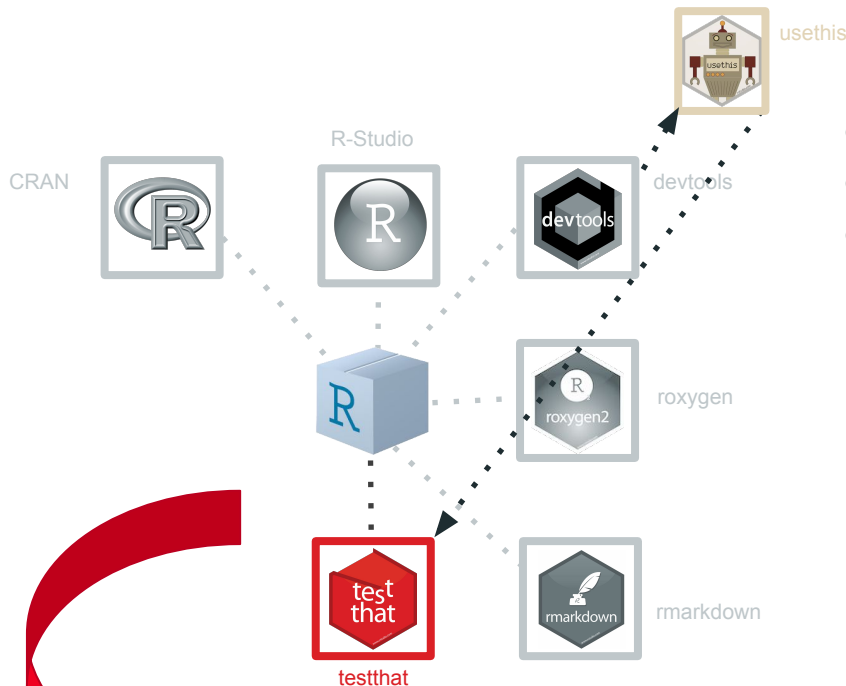 usethis
usethis
R-Studio
CRAN
R
R
devtools
devtools
R
R
roxygen2
roxygen
test
that
testthat
rmarkdown
rmarkdown